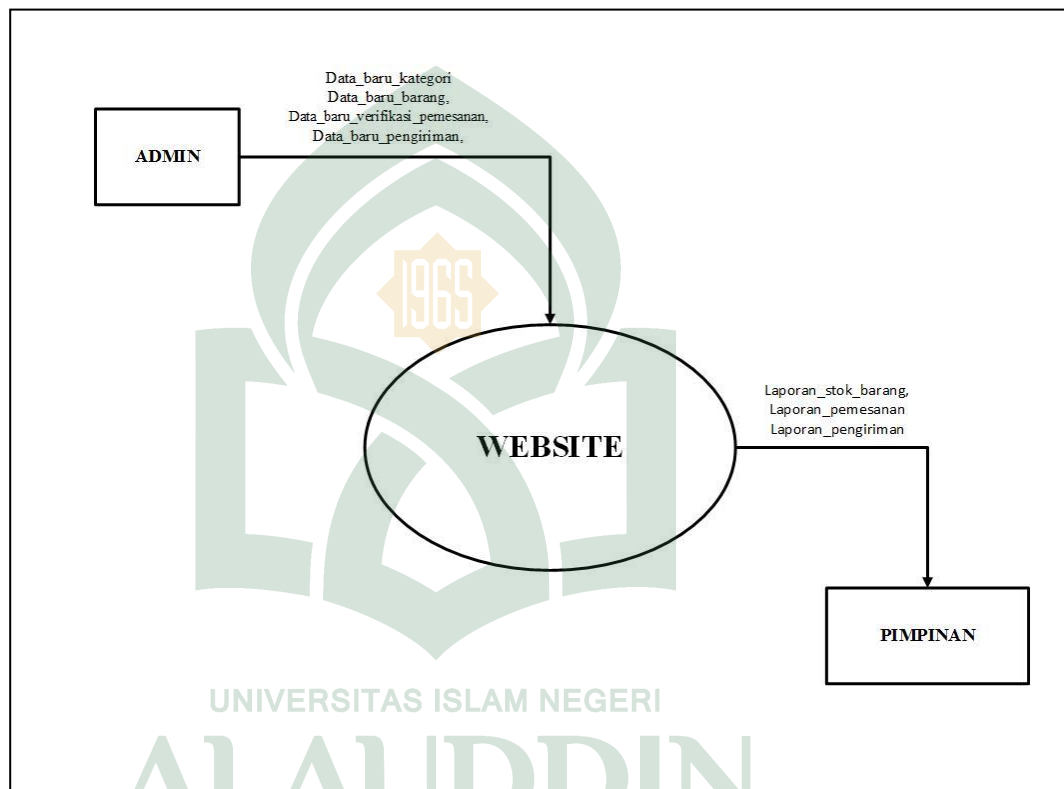 Data_baru_kategori
Data_baru_barang,
Data_baru_verifikasi_pemesanan,
Data_baru_pengiriman,
ADMIN
1965
Laporan_stok_barang,
Laporan_pemesanan
Laporan_pengiriman
WEBSITE
PIMPINAN
UNIVERSITAS ISLAM NEGERI
ALAUDDIN